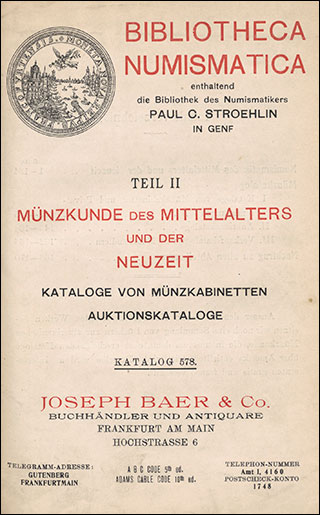 BIBLIOTHECA
NUMISMATICA
enthaltend
die Bibliothek des Numismatikers
PAUL C. STROEHLIN
IN GENF
TEIL II
MÜNZKUNDE DES MITTELALTERS
UND DER
NEUZEIT
KATALOGE VON MÜNZKABINETTEN
AUKTIONSKATALOGE
KATALOG 578.
JOSEPH BAER & Co.
BUCHHÄNDLER UND ANTIQUARE
FRANKFURT AM MAIN
HOCHSTRASSE 6
TELEGRAMM-ADRESSE:
GUTENBERG
FRANKFURTMAIN
A B C CODE 5th ed.
ADAMS CABLE CODE 10th ed.
TELEPHON-NUMMER
Amt I, 4160
POSTSCHECK-KONTO
1748